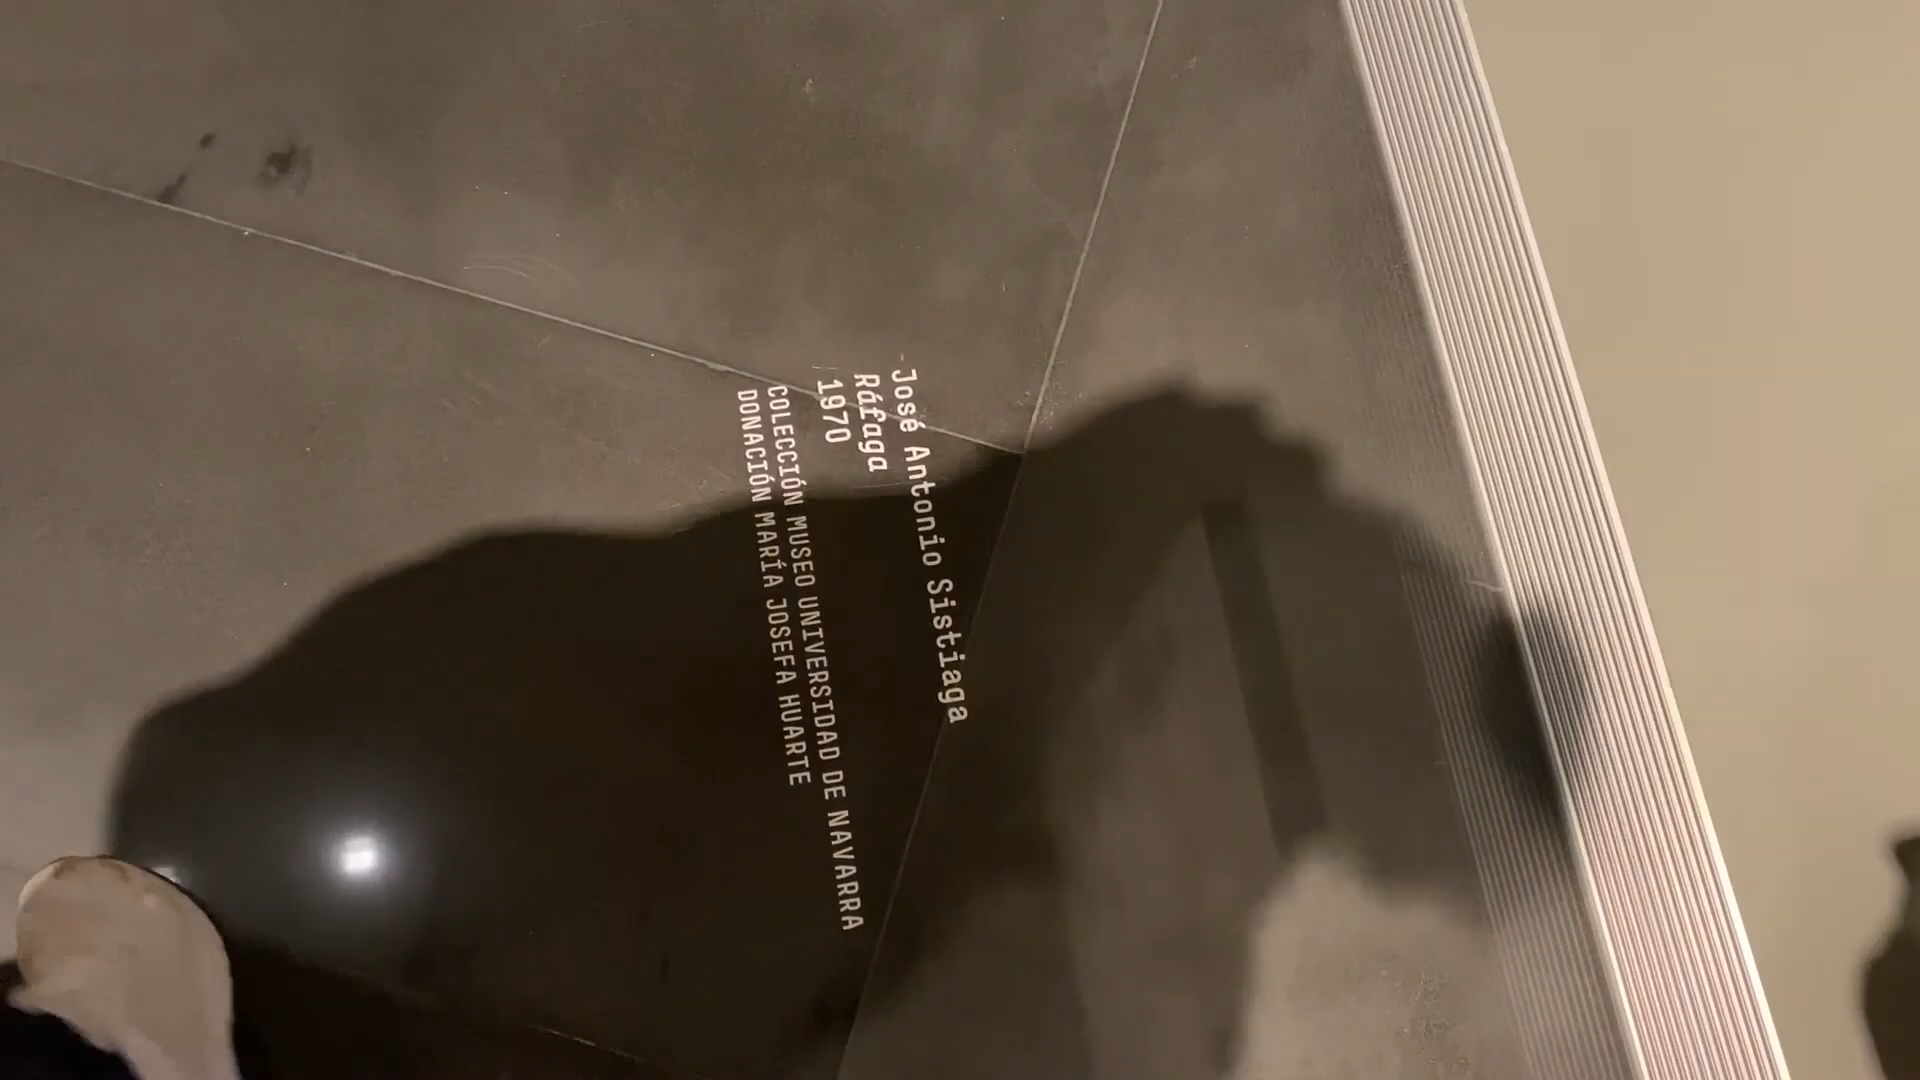 José Antonio Sistiaga
Ráfaga
1970
COLECCIÓN MUSEO UNIVERSIDAD DE NAVARRA
DONACIÓN MARÍA JOSEFA HUARTE